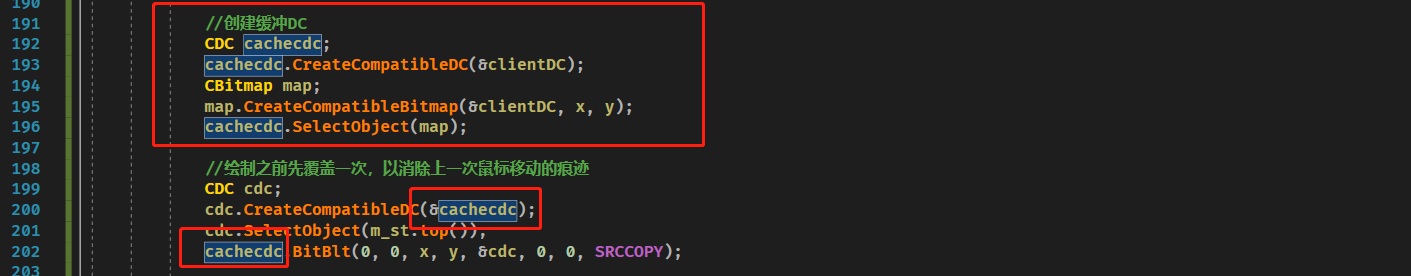 190
191 //创建缓冲DC
192 CDC cachecdc;
193 cachecdc.CreateCompatibleDC(&clientDC);
194 CBitmap map;
195 map.CreateCompatibleBitmap(&clientDC, x, y);
196 cachecdc.SelectObject(map);
197
198 //绘制之前先覆盖一次，以消除上一次鼠标移动的痕迹
199 CDC cdc;
200 cdc.CreateCompatibleDC(&cachecdc);
201 cdc.SelectObject(m_st.top());
202 cachecdc.BitBlt(0, 0, x, y, &cdc, 0, 0, SRCCOPY);
203